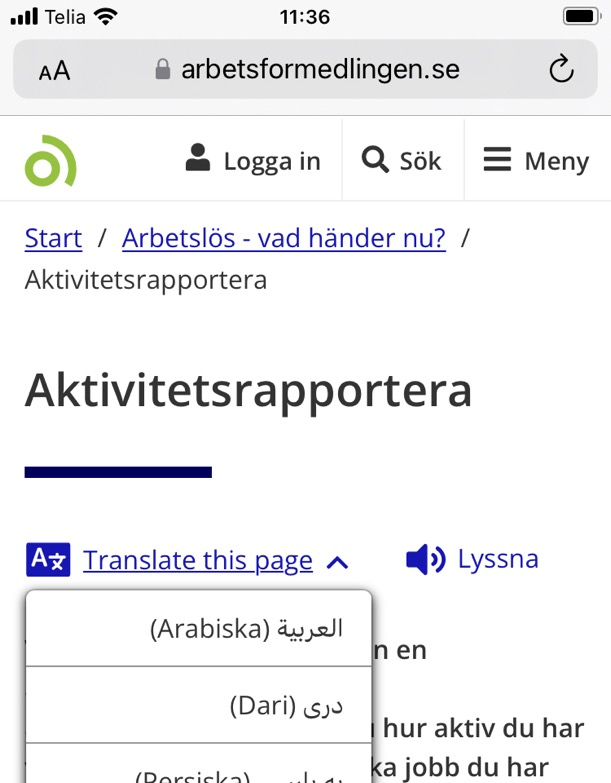 Telia 11:36
AA arbetsformedlingen.se
Logga in Sök Meny
Start / Arbetslös - vad händer nu? /
Aktivitetsrapportera
Aktivitetsrapportera
Translate this page Lyssna
العربية (Arabiska)
n en
دری (Dari)
hur aktiv du har
(Persiska)
ka jobb du har